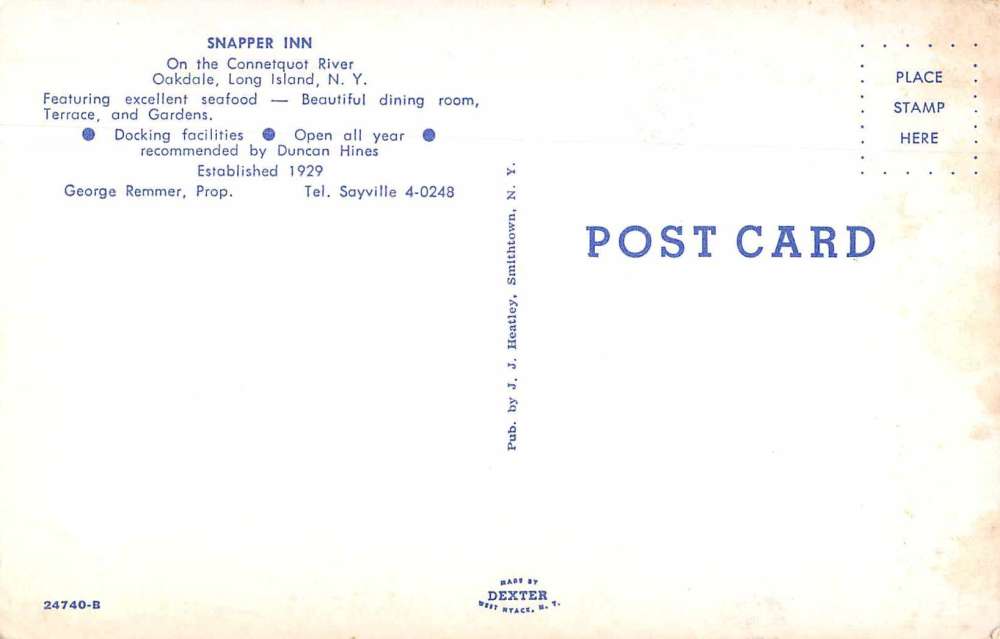 SNAPPER INN
On the Connetquot River
Oakdale, Long Island, N. Y.
Featuring excellent seafood — Beautiful dining room,
Terrace, and Gardens.
● Docking facilities ● Open all year ●
recommended by Duncan Hines
Established 1929
George Remmer, Prop. Tel. Sayville 4-0248
Pub. by J. J. Heatley, Smithtown, N. Y.
PLACE
STAMP
HERE
POST CARD
24740-B
MADE BY
DEXTER
WEST NYACK, N. Y.